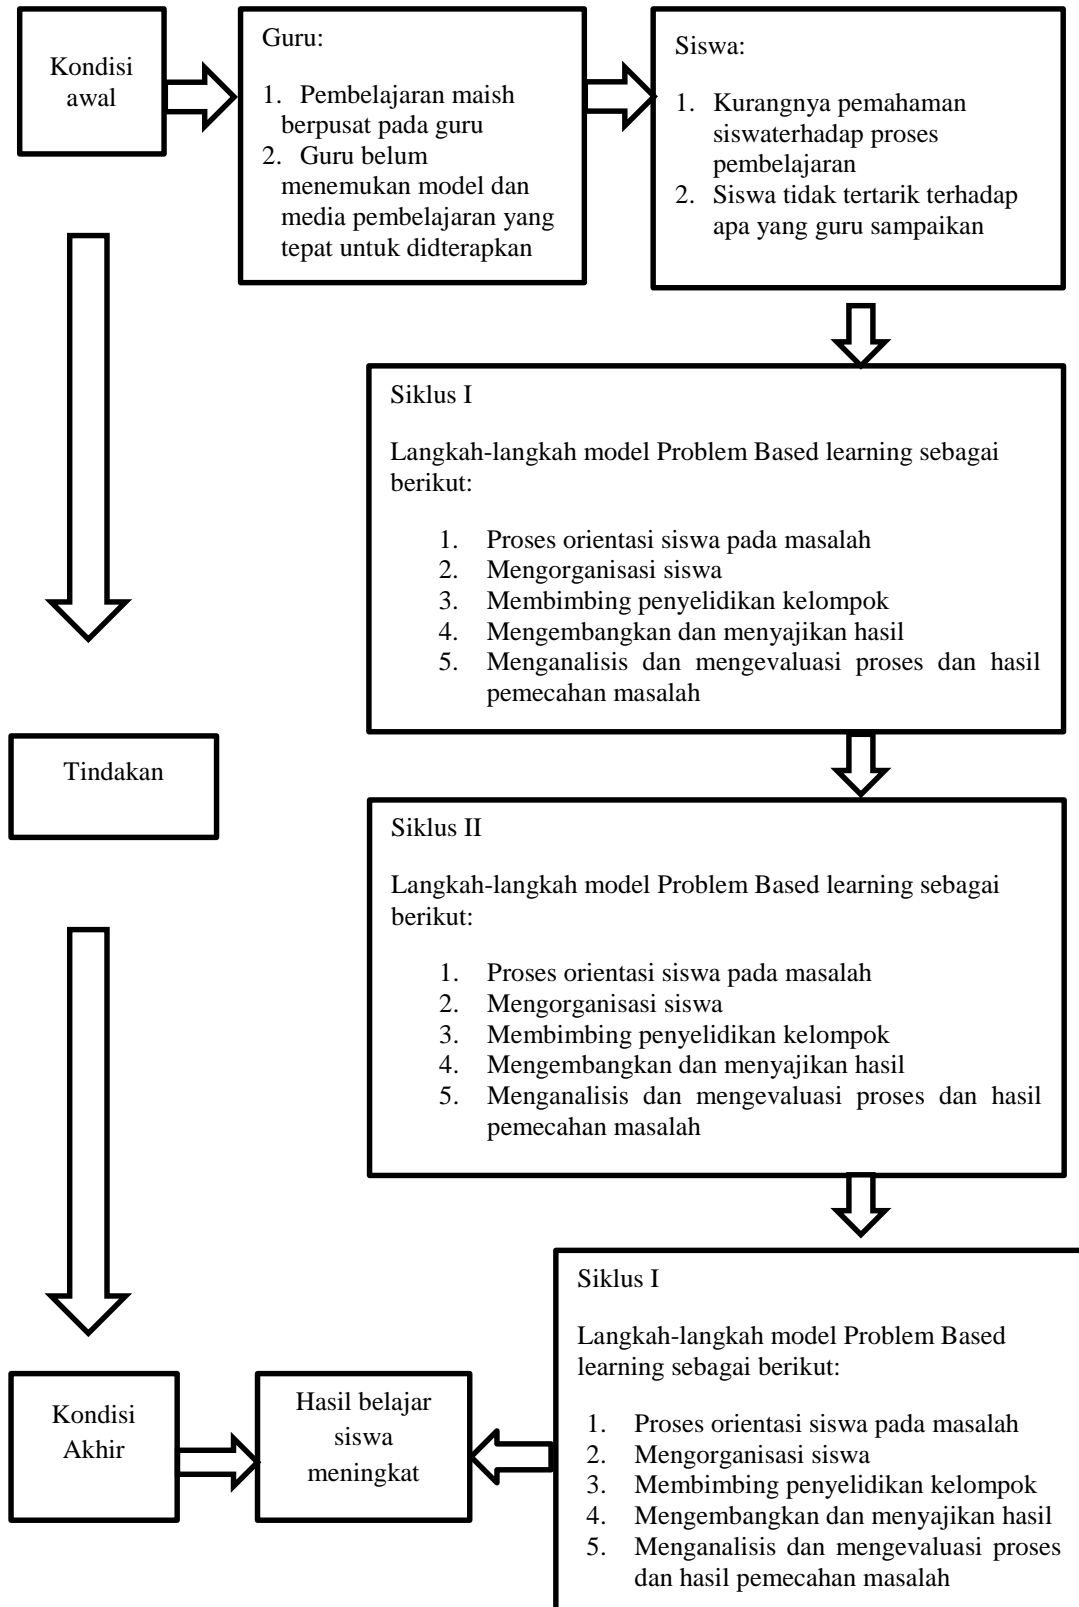 Kondisi
awal
Guru:
1. Pembelajaran maish
berpusat pada guru
2. Guru belum
menemukan model dan
media pembelajaran yang
tepat untuk didterapkan
Siswa:
1. Kurangnya pemahaman
siswaterhadap proses
pembelajaran
2. Siswa tidak tertarik terhadap
apa yang guru sampaikan
Siklus I
Langkah-langkah model Problem Based learning sebagai
berikut:
1. Proses orientasi siswa pada masalah
2. Mengorganisasi siswa
3. Membimbing penyelidikan kelompok
4. Mengembangkan dan menyajikan hasil
5. Menganalisis dan mengevaluasi proses dan hasil
pemecahan masalah
Tindakan
Siklus II
Langkah-langkah model Problem Based learning sebagai
berikut:
1. Proses orientasi siswa pada masalah
2. Mengorganisasi siswa
3. Membimbing penyelidikan kelompok
4. Mengembangkan dan menyajikan hasil
5. Menganalisis dan mengevaluasi proses dan hasil
pemecahan masalah
Kondisi
Akhir
Hasil belajar
siswa
meningkat
Siklus I
Langkah-langkah model Problem Based
learning sebagai berikut:
1. Proses orientasi siswa pada masalah
2. Mengorganisasi siswa
3. Membimbing penyelidikan kelompok
4. Mengembangkan dan menyajikan hasil
5. Menganalisis dan mengevaluasi proses
dan hasil pemecahan masalah